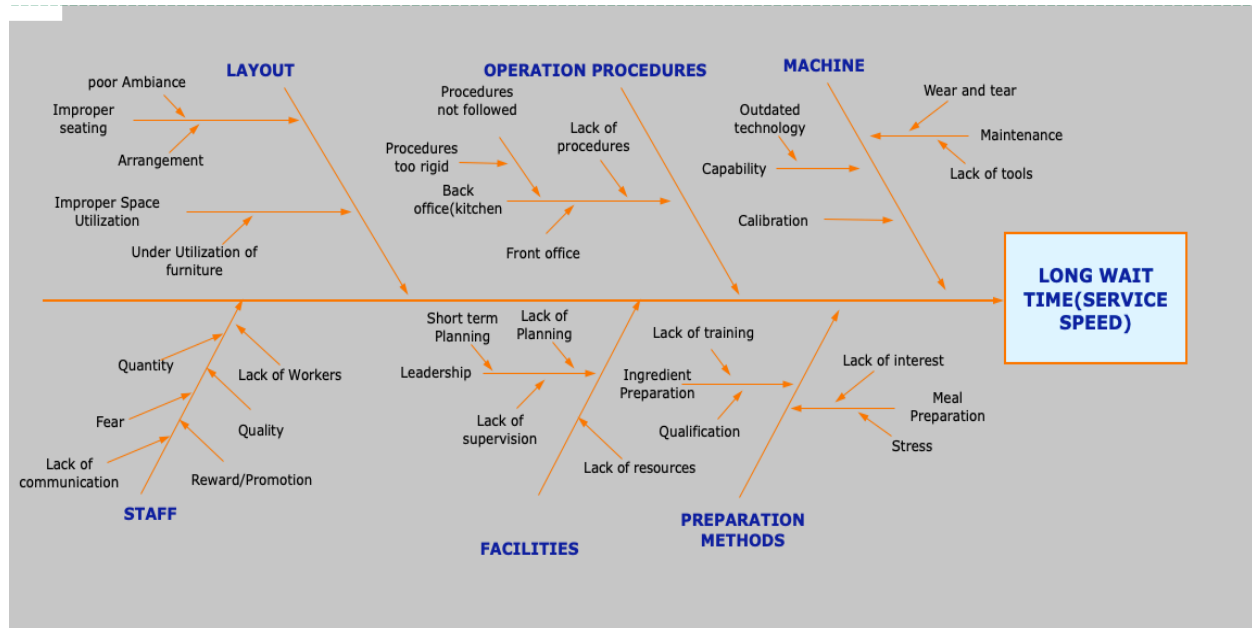 LAYOUT
poor Ambiance
Improper
seating
Arrangement
Improper Space
Utilization
Under Utilization of
furniture
OPERATION PROCEDURES
Procedures
not followed
Lack of
procedures
Procedures
too rigid
Back
office(kitchen
Front office
MACHINE
Outdated
technology
Capability
Calibration
Wear and tear
Maintenance
Lack of tools
LONG WAIT
TIME(SERVICE
SPEED)
Quantity
Lack of Workers
Fear
Quality
Lack of
communication
Reward/Promotion
STAFF
Short term
Planning
Lack of
Planning
Leadership
Lack of
supervision
Lack of resources
FACILITIES
Lack of training
Ingredient
Preparation
Qualification
Lack of interest
Meal
Preparation
Stress
PREPARATION
METHODS